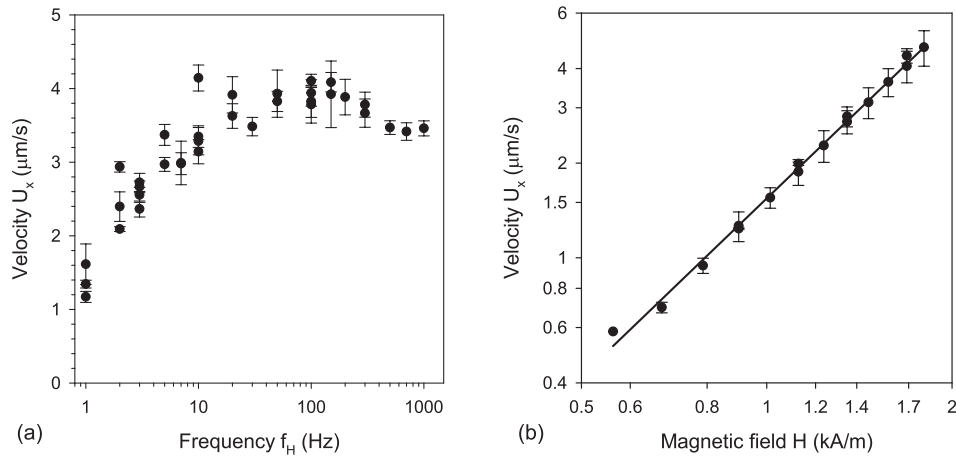 5
4
3
2
1
0
Velocity Uₓ (μm/s)
1 10 100 1000
(a) Frequency f_H (Hz)
6
4
3
2
1.5
1
0.8
0.6
0.4
Velocity Uₓ (μm/s)
0.5 0.6 0.8 1 1.2 1.4 1.7 2
(b) Magnetic field H (kA/m)